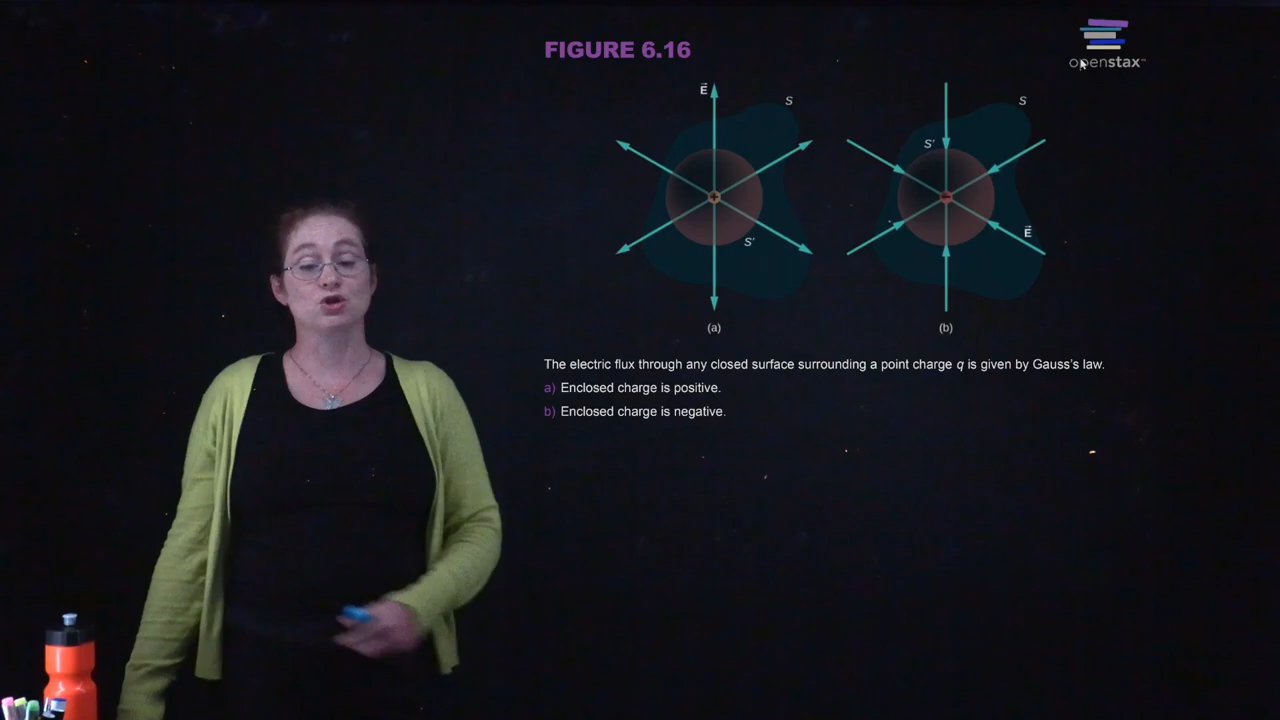 FIGURE 6.16
openstax™
E⃗
S
S'
(a)
S
S'
E⃗
(b)
The electric flux through any closed surface surrounding a point charge q is given by Gauss's law.
a) Enclosed charge is positive.
b) Enclosed charge is negative.